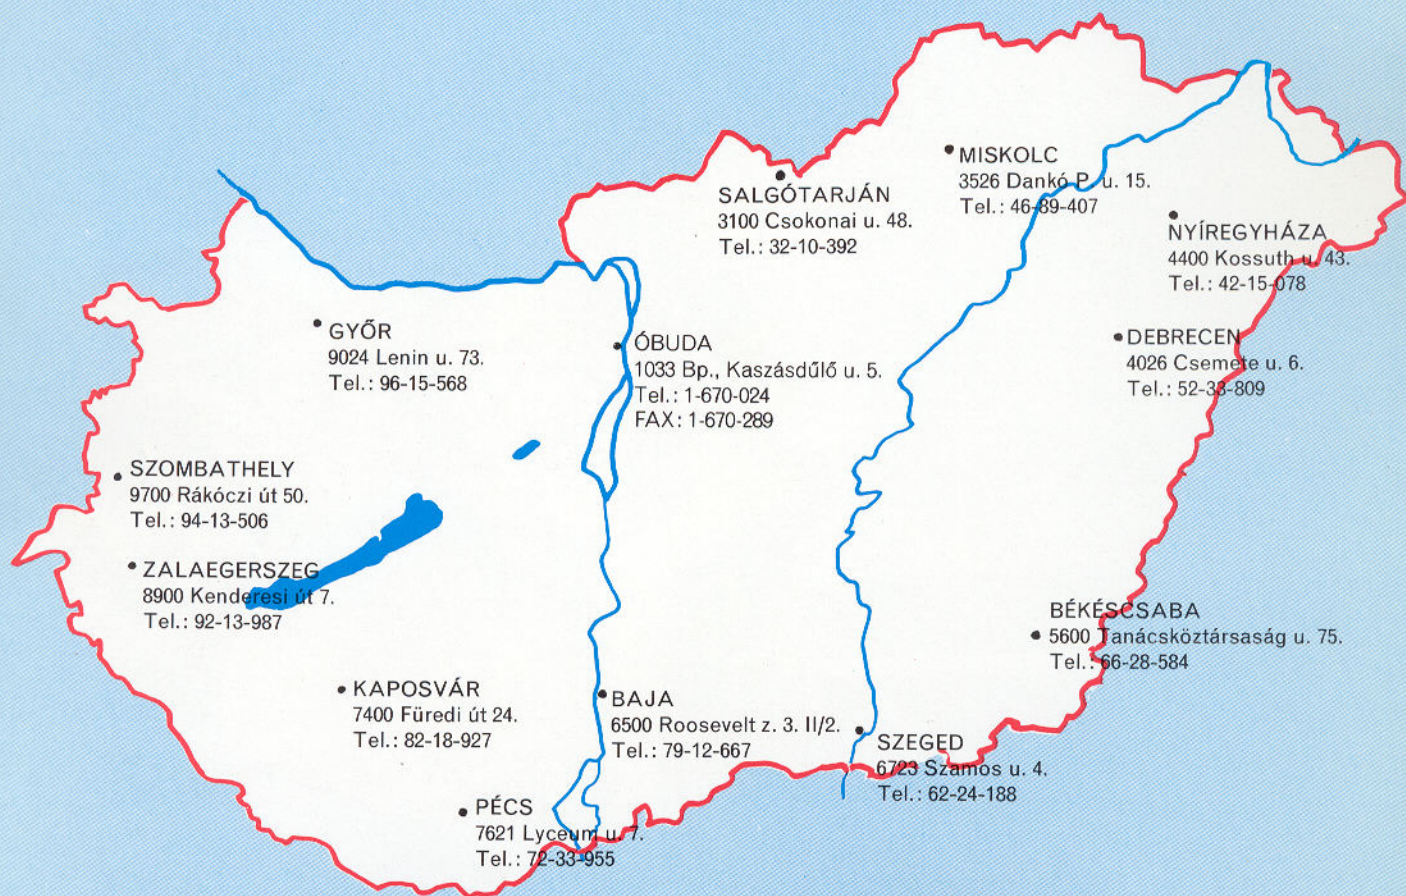 MISKOLC
3526 Dankó P. u. 15.
Tel.: 46-89-407
SALGÓTARJÁN
3100 Csokonai u. 48.
Tel.: 32-10-392
NYÍREGYHÁZA
4400 Kossuth u. 43.
Tel.: 42-15-078
GYŐR
9024 Lenin u. 73.
Tel.: 96-15-568
ÓBUDA
1033 Bp., Kaszásdűlő u. 5.
Tel.: 1-670-024
FAX: 1-670-289
DEBRECEN
4026 Csemete u. 6.
Tel.: 52-33-809
SZOMBATHELY
9700 Rákóczi út 50.
Tel.: 94-13-506
ZALAEGERSZEG
8900 Kenderesi út 7.
Tel.: 92-13-987
BÉKÉSCSABA
5600 Tanácsköztársaság u. 75.
Tel.: 66-28-584
KAPOSVÁR
7400 Füredi út 24.
Tel.: 82-18-927
BAJA
6500 Roosevelt z. 3. II/2.
Tel.: 79-12-667
SZEGED
6723 Szamos u. 4.
Tel.: 62-24-188
PÉCS
7621 Lyceum u. 7.
Tel.: 72-33-955